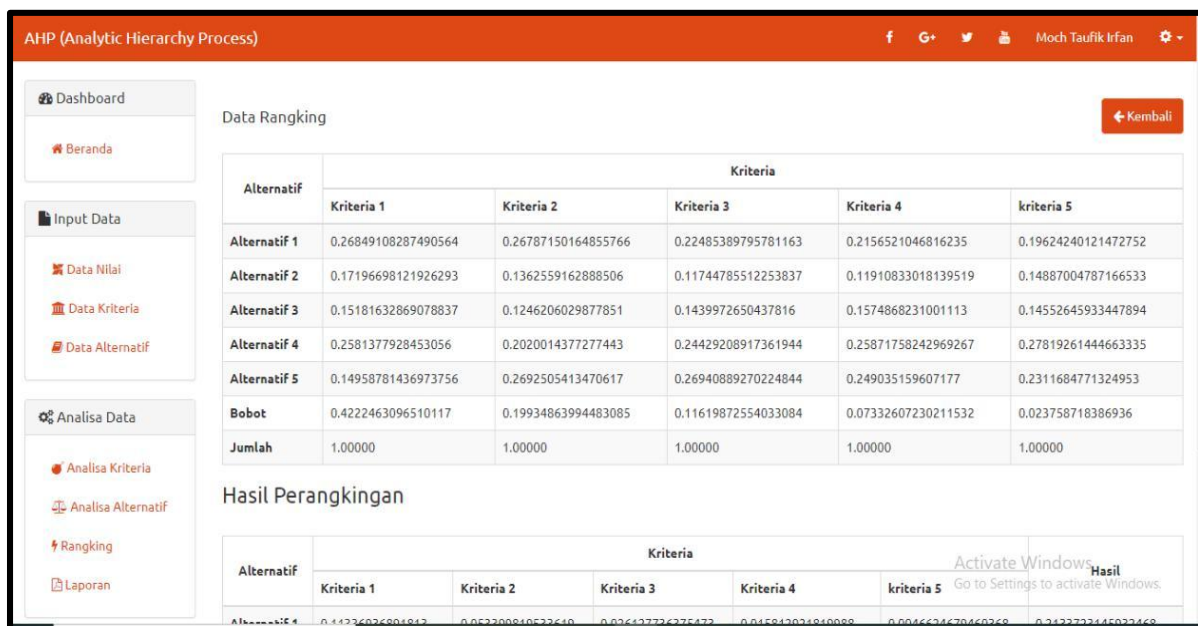 AHP (Analytic Hierarchy Process) G+ Moch Taufik Irfan
Dashboard
Beranda
Input Data
Data Nilai
Data Kriteria
Data Alternatif
Analisa Data
Analisa Kriteria
Analisa Alternatif
Rangking
Laporan
Data Rangking
Kembali
Alternatif Kriteria
Kriteria 1 Kriteria 2 Kriteria 3 Kriteria 4 kriteria 5
Alternatif 1 0.26849108287490564 0.26787150164855766 0.22485389795781163 0.2156521046816235 0.19624240121472752
Alternatif 2 0.17196698121926293 0.1362559162888506 0.11744785512253837 0.11910833018139519 0.14887004787166533
Alternatif 3 0.15181632869078837 0.1246206029877851 0.1439972650437816 0.1574868231001113 0.14552645933447894
Alternatif 4 0.2581377928453056 0.2020014377277443 0.24429208917361944 0.25871758242969267 0.27819261444663335
Alternatif 5 0.14958781436973756 0.2692505413470617 0.26940889270224844 0.249035159607177 0.2311684771324953
Bobot 0.4222463096510117 0.19934863994483085 0.11619872554033084 0.07332607230211532 0.023758718386936
Jumlah 1.00000 1.00000 1.00000 1.00000 1.00000
Hasil Perangkingan
Alternatif Kriteria Hasil
Kriteria 1 Kriteria 2 Kriteria 3 Kriteria 4 kriteria 5
Activate Windows
Go to Settings to activate Windows.
Alternatif 1